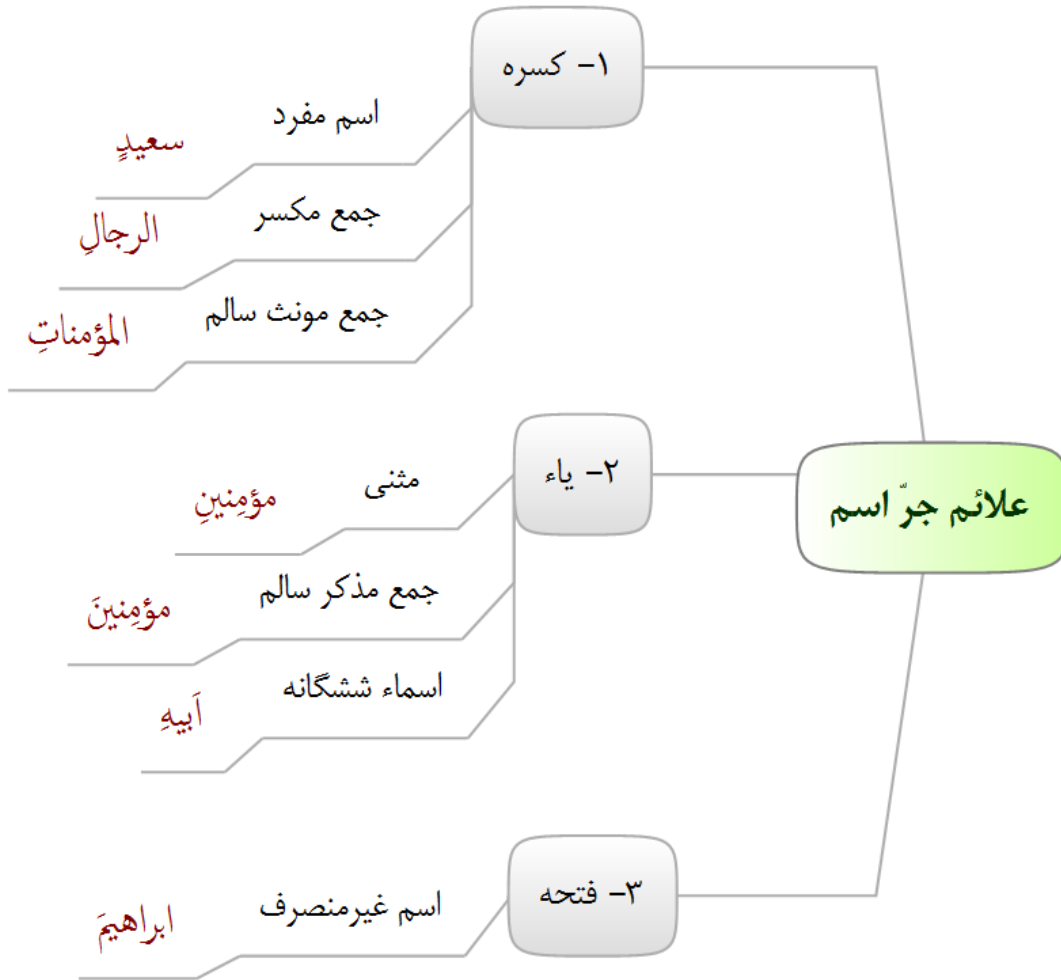 علائم جرّ اسم
۱- کسره
اسم مفرد
سعیدٍ
جمع مکسر
الرجالِ
جمع مونث سالم
المؤمناتِ
۲- یاء
مثنی
مؤمِنینِ
جمع مذکر سالم
مؤمِنینَ
اسماء ششگانه
اَبیهِ
۳- فتحه
اسم غیرمنصرف
ابراهیمَ